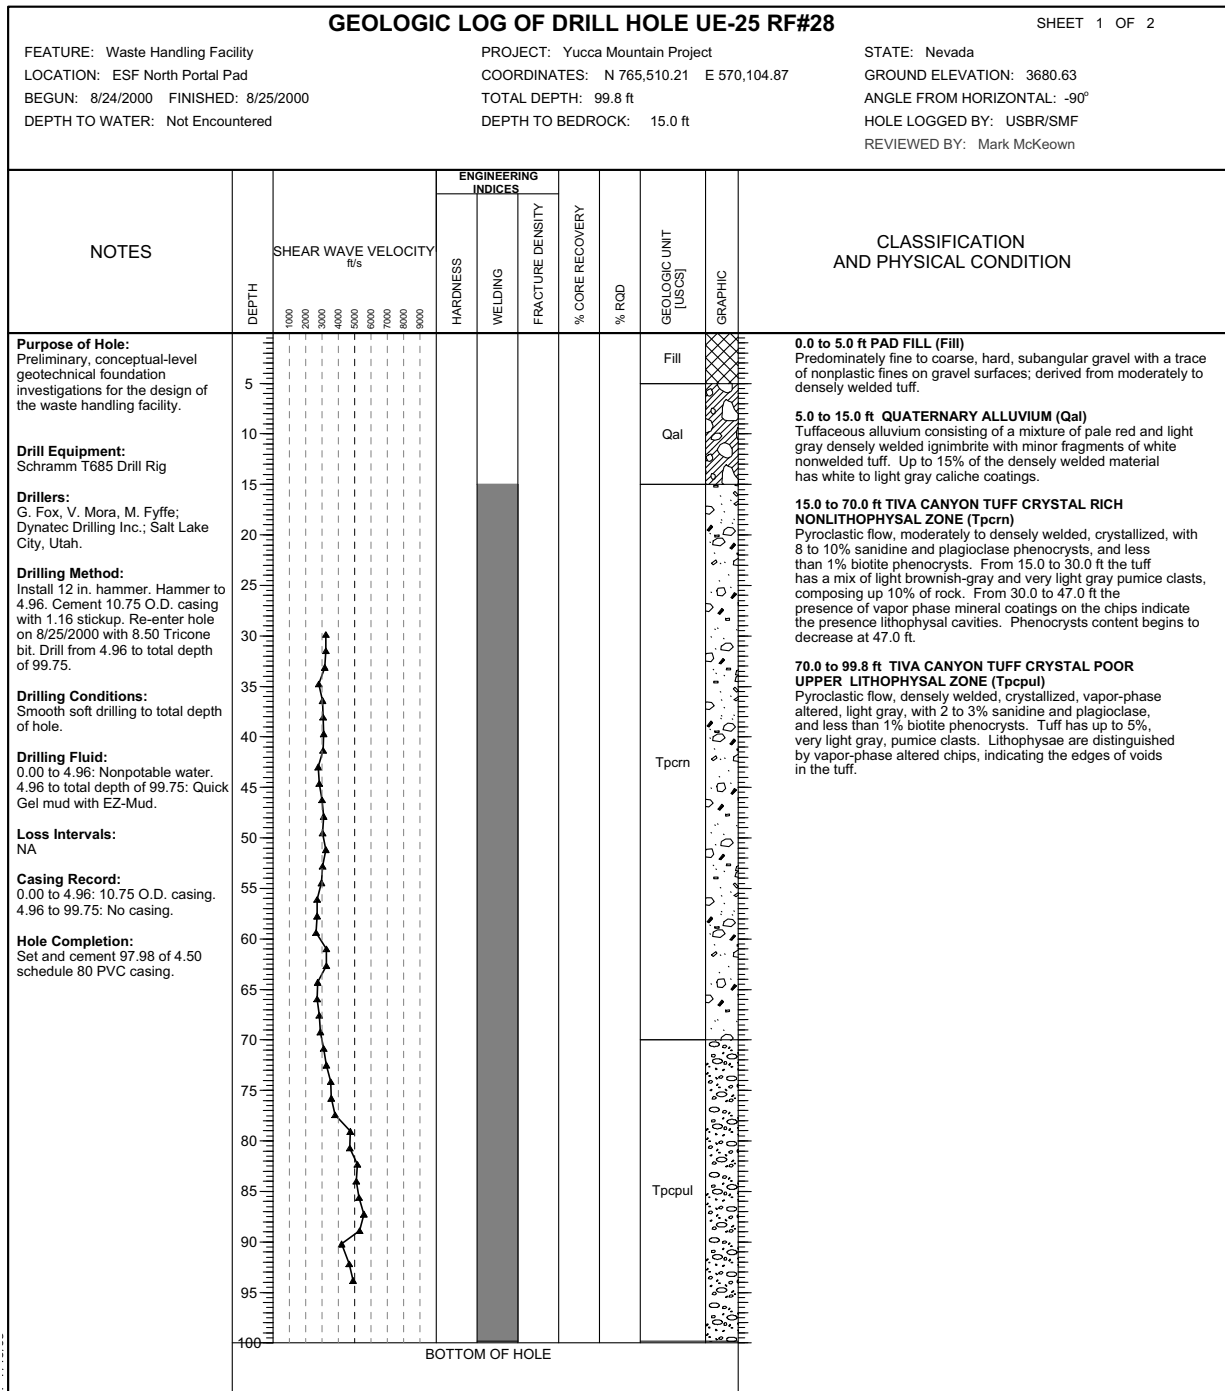 GEOLOGIC LOG OF DRILL HOLE UE-25 RF#28
SHEET 1 OF 2
FEATURE: Waste Handling Facility
PROJECT: Yucca Mountain Project
STATE: Nevada
LOCATION: ESF North Portal Pad
COORDINATES: N 765,510.21 E 570,104.87
GROUND ELEVATION: 3680.63
BEGUN: 8/24/2000 FINISHED: 8/25/2000
TOTAL DEPTH: 99.8 ft
ANGLE FROM HORIZONTAL: -90°
DEPTH TO WATER: Not Encountered
DEPTH TO BEDROCK: 15.0 ft
HOLE LOGGED BY: USBR/SMF
REVIEWED BY: Mark McKeown
NOTES
DEPTH
SHEAR WAVE VELOCITY
ft/s
1000
2000
3000
4000
5000
6000
7000
8000
9000
ENGINEERING
INDICES
HARDNESS
WELDING
FRACTURE DENSITY
% CORE RECOVERY
% RQD
GEOLOGIC UNIT
[USCS]
GRAPHIC
CLASSIFICATION
AND PHYSICAL CONDITION
Purpose of Hole:
Preliminary, conceptual-level
geotechnical foundation
investigations for the design of
the waste handling facility.
Drill Equipment:
Schramm T685 Drill Rig
Drillers:
G. Fox, V. Mora, M. Fyffe;
Dynatec Drilling Inc.; Salt Lake
City, Utah.
Drilling Method:
Install 12 in. hammer. Hammer to
4.96. Cement 10.75 O.D. casing
with 1.16 stickup. Re-enter hole
on 8/25/2000 with 8.50 Tricone
bit. Drill from 4.96 to total depth
of 99.75.
Drilling Conditions:
Smooth soft drilling to total depth
of hole.
Drilling Fluid:
0.00 to 4.96: Nonpotable water.
4.96 to total depth of 99.75: Quick
Gel mud with EZ-Mud.
Loss Intervals:
NA
Casing Record:
0.00 to 4.96: 10.75 O.D. casing.
4.96 to 99.75: No casing.
Hole Completion:
Set and cement 97.98 of 4.50
schedule 80 PVC casing.
5
10
15
20
25
30
35
40
45
50
55
60
65
70
75
80
85
90
95
100
Fill
Qal
Tpcrn
Tpcpul
0.0 to 5.0 ft PAD FILL (Fill)
Predominately fine to coarse, hard, subangular gravel with a trace
of nonplastic fines on gravel surfaces; derived from moderately to
densely welded tuff.
5.0 to 15.0 ft QUATERNARY ALLUVIUM (Qal)
Tuffaceous alluvium consisting of a mixture of pale red and light
gray densely welded ignimbrite with minor fragments of white
nonwelded tuff. Up to 15% of the densely welded material
has white to light gray caliche coatings.
15.0 to 70.0 ft TIVA CANYON TUFF CRYSTAL RICH
NONLITHOPHYSAL ZONE (Tpcrn)
Pyroclastic flow, moderately to densely welded, crystallized, with
8 to 10% sanidine and plagioclase phenocrysts, and less
than 1% biotite phenocrysts. From 15.0 to 30.0 ft the tuff
has a mix of light brownish-gray and very light gray pumice clasts,
composing up 10% of rock. From 30.0 to 47.0 ft the
presence of vapor phase mineral coatings on the chips indicate
the presence lithophysal cavities. Phenocrysts content begins to
decrease at 47.0 ft.
70.0 to 99.8 ft TIVA CANYON TUFF CRYSTAL POOR
UPPER LITHOPHYSAL ZONE (Tpcpul)
Pyroclastic flow, densely welded, crystallized, vapor-phase
altered, light gray, with 2 to 3% sanidine and plagioclase,
and less than 1% biotite phenocrysts. Tuff has up to 5%,
very light gray, pumice clasts. Lithophysae are distinguished
by vapor-phase altered chips, indicating the edges of voids
in the tuff.
BOTTOM OF HOLE